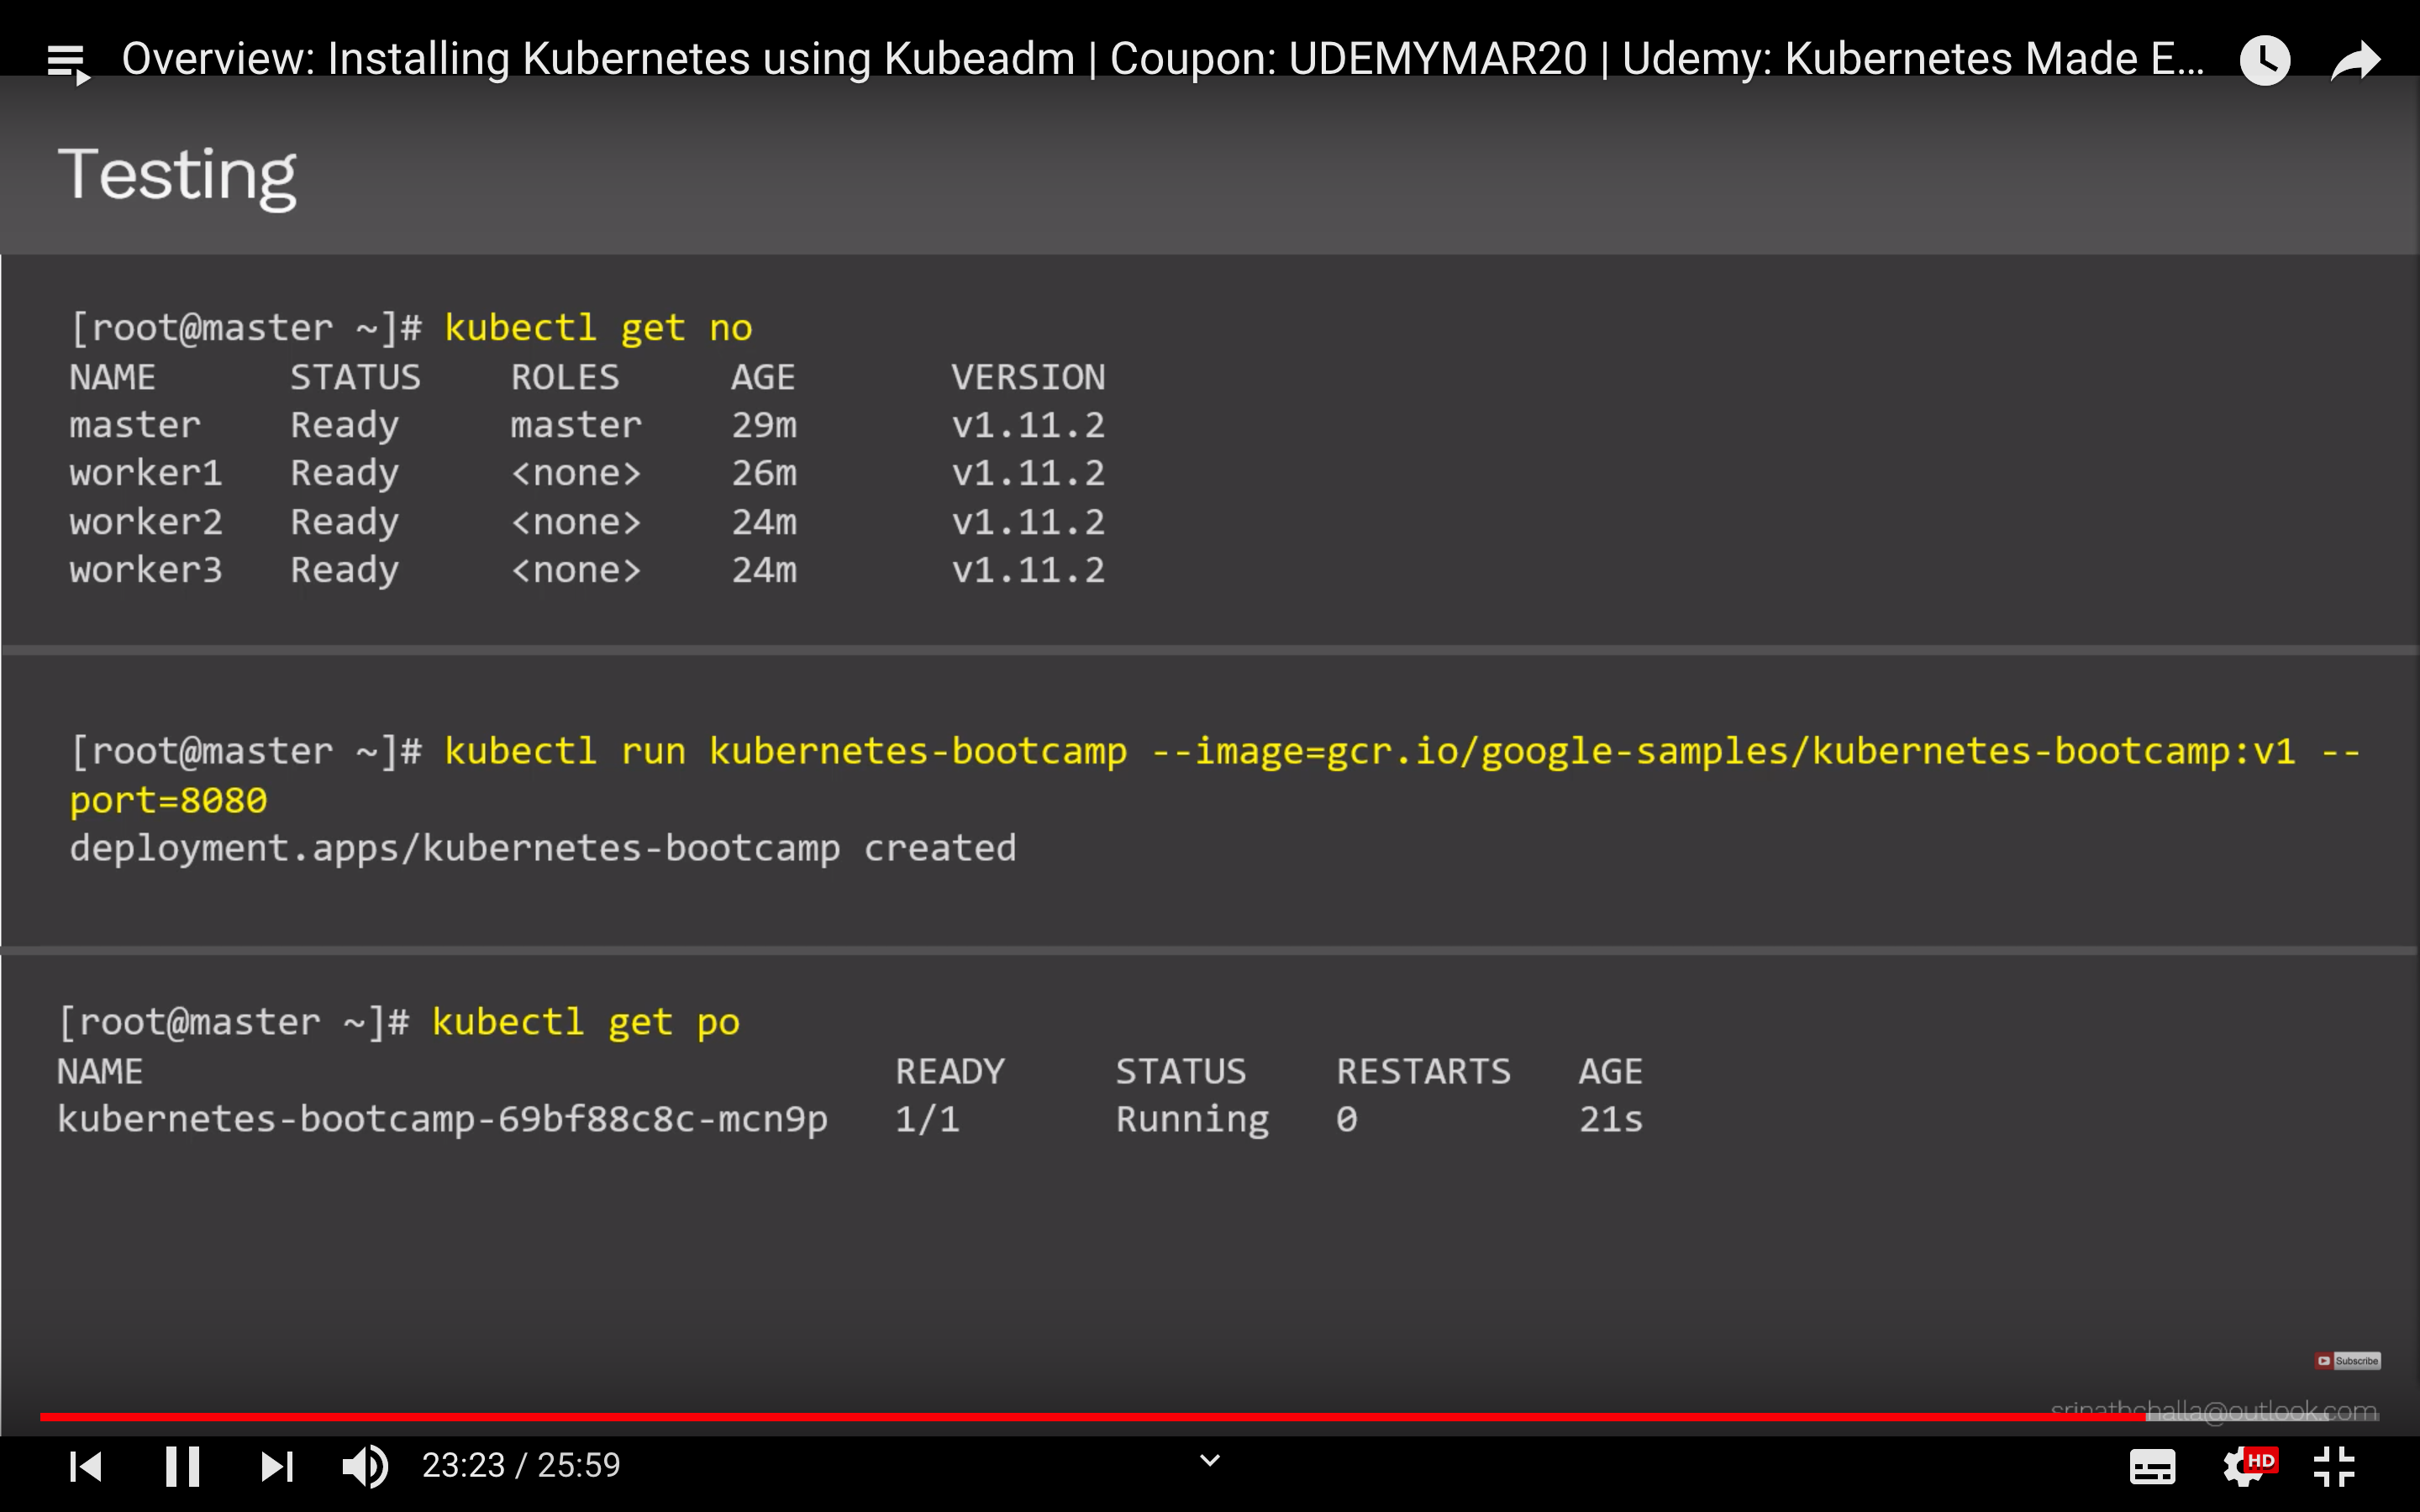 Overview: Installing Kubernetes using Kubeadm | Coupon: UDEMYMAR20 | Udemy: Kubernetes Made E...
Testing
[root@master ~]# kubectl get no
NAME STATUS ROLES AGE VERSION
master Ready master 29m v1.11.2
worker1 Ready <none> 26m v1.11.2
worker2 Ready <none> 24m v1.11.2
worker3 Ready <none> 24m v1.11.2
[root@master ~]# kubectl run kubernetes-bootcamp --image=gcr.io/google-samples/kubernetes-bootcamp:v1 --
port=8080
deployment.apps/kubernetes-bootcamp created
[root@master ~]# kubectl get po
NAME READY STATUS RESTARTS AGE
kubernetes-bootcamp-69bf88c8c-mcn9p 1/1 Running 0 21s
Subscribe
srinathchalla@outlook.com
23:23 / 25:59
HD